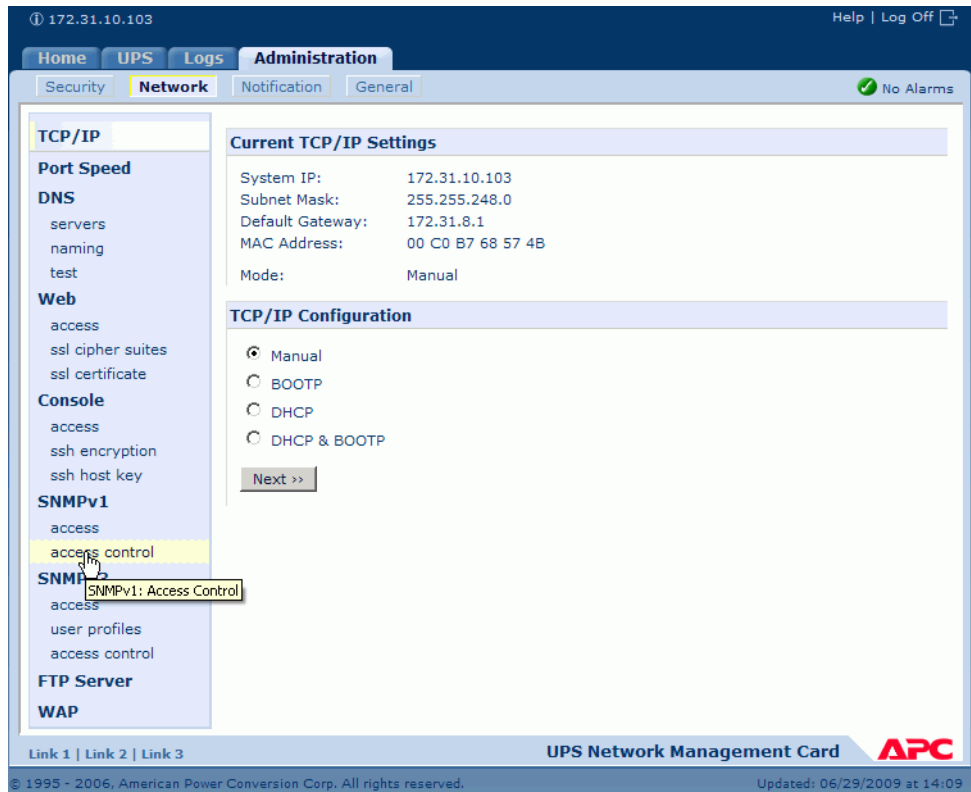 172.31.10.103
Help | Log Off
Home UPS Logs Administration
Security Network Notification General
No Alarms
TCP/IP
Port Speed
DNS
servers
naming
test
Web
access
ssl cipher suites
ssl certificate
Console
access
ssh encryption
ssh host key
SNMPv1
access
access control
SNMPv3
SNMPv1: Access Control
access
user profiles
access control
FTP Server
WAP
Current TCP/IP Settings
System IP: 172.31.10.103
Subnet Mask: 255.255.248.0
Default Gateway: 172.31.8.1
MAC Address: 00 C0 B7 68 57 4B
Mode: Manual
TCP/IP Configuration
Manual
BOOTP
DHCP
DHCP & BOOTP
Next >>
Link 1 | Link 2 | Link 3
UPS Network Management Card
APC
© 1995 - 2006, American Power Conversion Corp. All rights reserved.
Updated: 06/29/2009 at 14:09